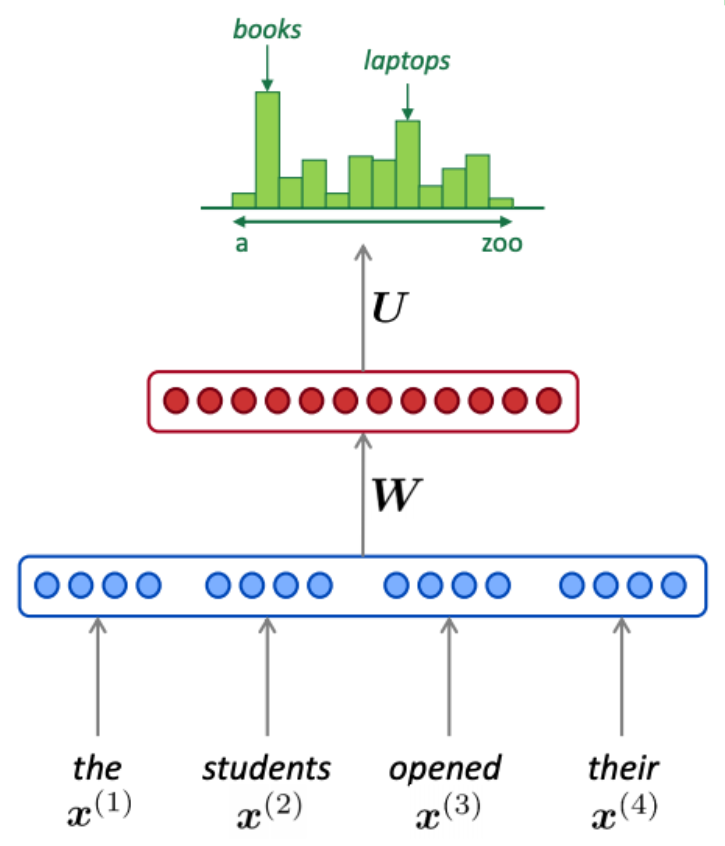 books
laptops
a zoo
U
W
the students opened their
x^{(1)} x^{(2)} x^{(3)} x^{(4)}